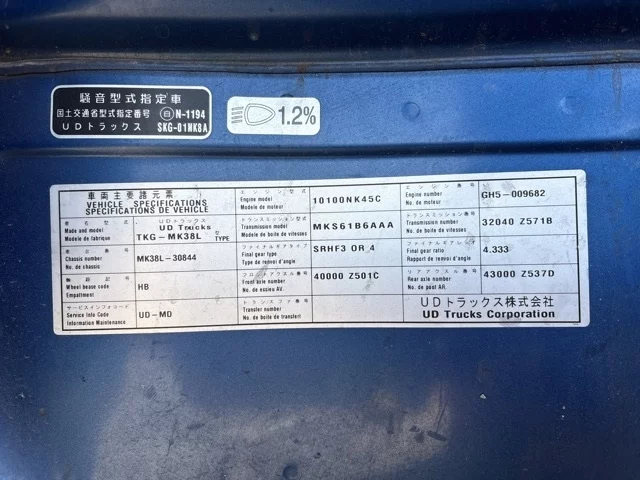 騒音型式指定車
国土交通省型式指定番号 自 N-1194
UDトラックス SKG-01MK8A
1.2%
車両主要諸元表
VEHICLE SPECIFICATIONS
SPECIFICATIONS DE VEHICLE
車名型式 UDトラックス
Made and model UD Trucks
Modele de fabrique TKG-MK38L 型 TYPE
車台番号
Chassis number MK38L-30844
No. de chassis
軸距記号
Wheel bease code HB
Empattment
サービスインフォコード
Service Info Code UD-MD
Information Maintenance
エンジン型式
Engine model 10100NK45C
Modele de moteur
トランスミッション型式
Transmission model MKS61B6AAA
Modele de boite de vitesses
ファイナルギアタイプ
Final gear type SRHF3 OR 4
Type de renvoi d'angle
フロントアクスル番号
Front axle number 40000 Z501C
No. de essieu AV.
トランスファ番号
Transfer number
No. de boite de transfert
エンジン番号
Engine number GH5-009682
No. de moteur
トランスミッション番号
Transmission number 32040 Z571B
No. de boite de vitesses
ファイナルギアレシオ
Final gear ratio 4.333
Rapport de renvoi d'angle
リアアクスル番号
Rear axle number 43000 Z537D
No. de post AR.
UDトラックス株式会社
UD Trucks Corporation